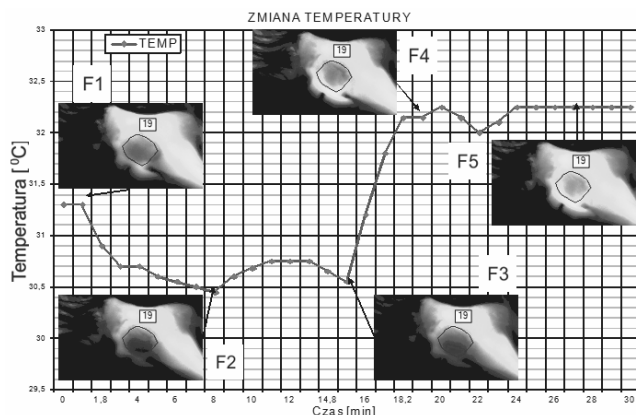 ZMIANA TEMPERATURY
33
TEMP
19
F4
32,5
F1
19
32
F5
19
31,5
31
30,5
F3
19
19
30
F2
29,5
Temperatura [⁰C]
0 1,8 4 6 8 10 12 14,8 16 18,2 20 22 24 26 28 30
Czas [min]